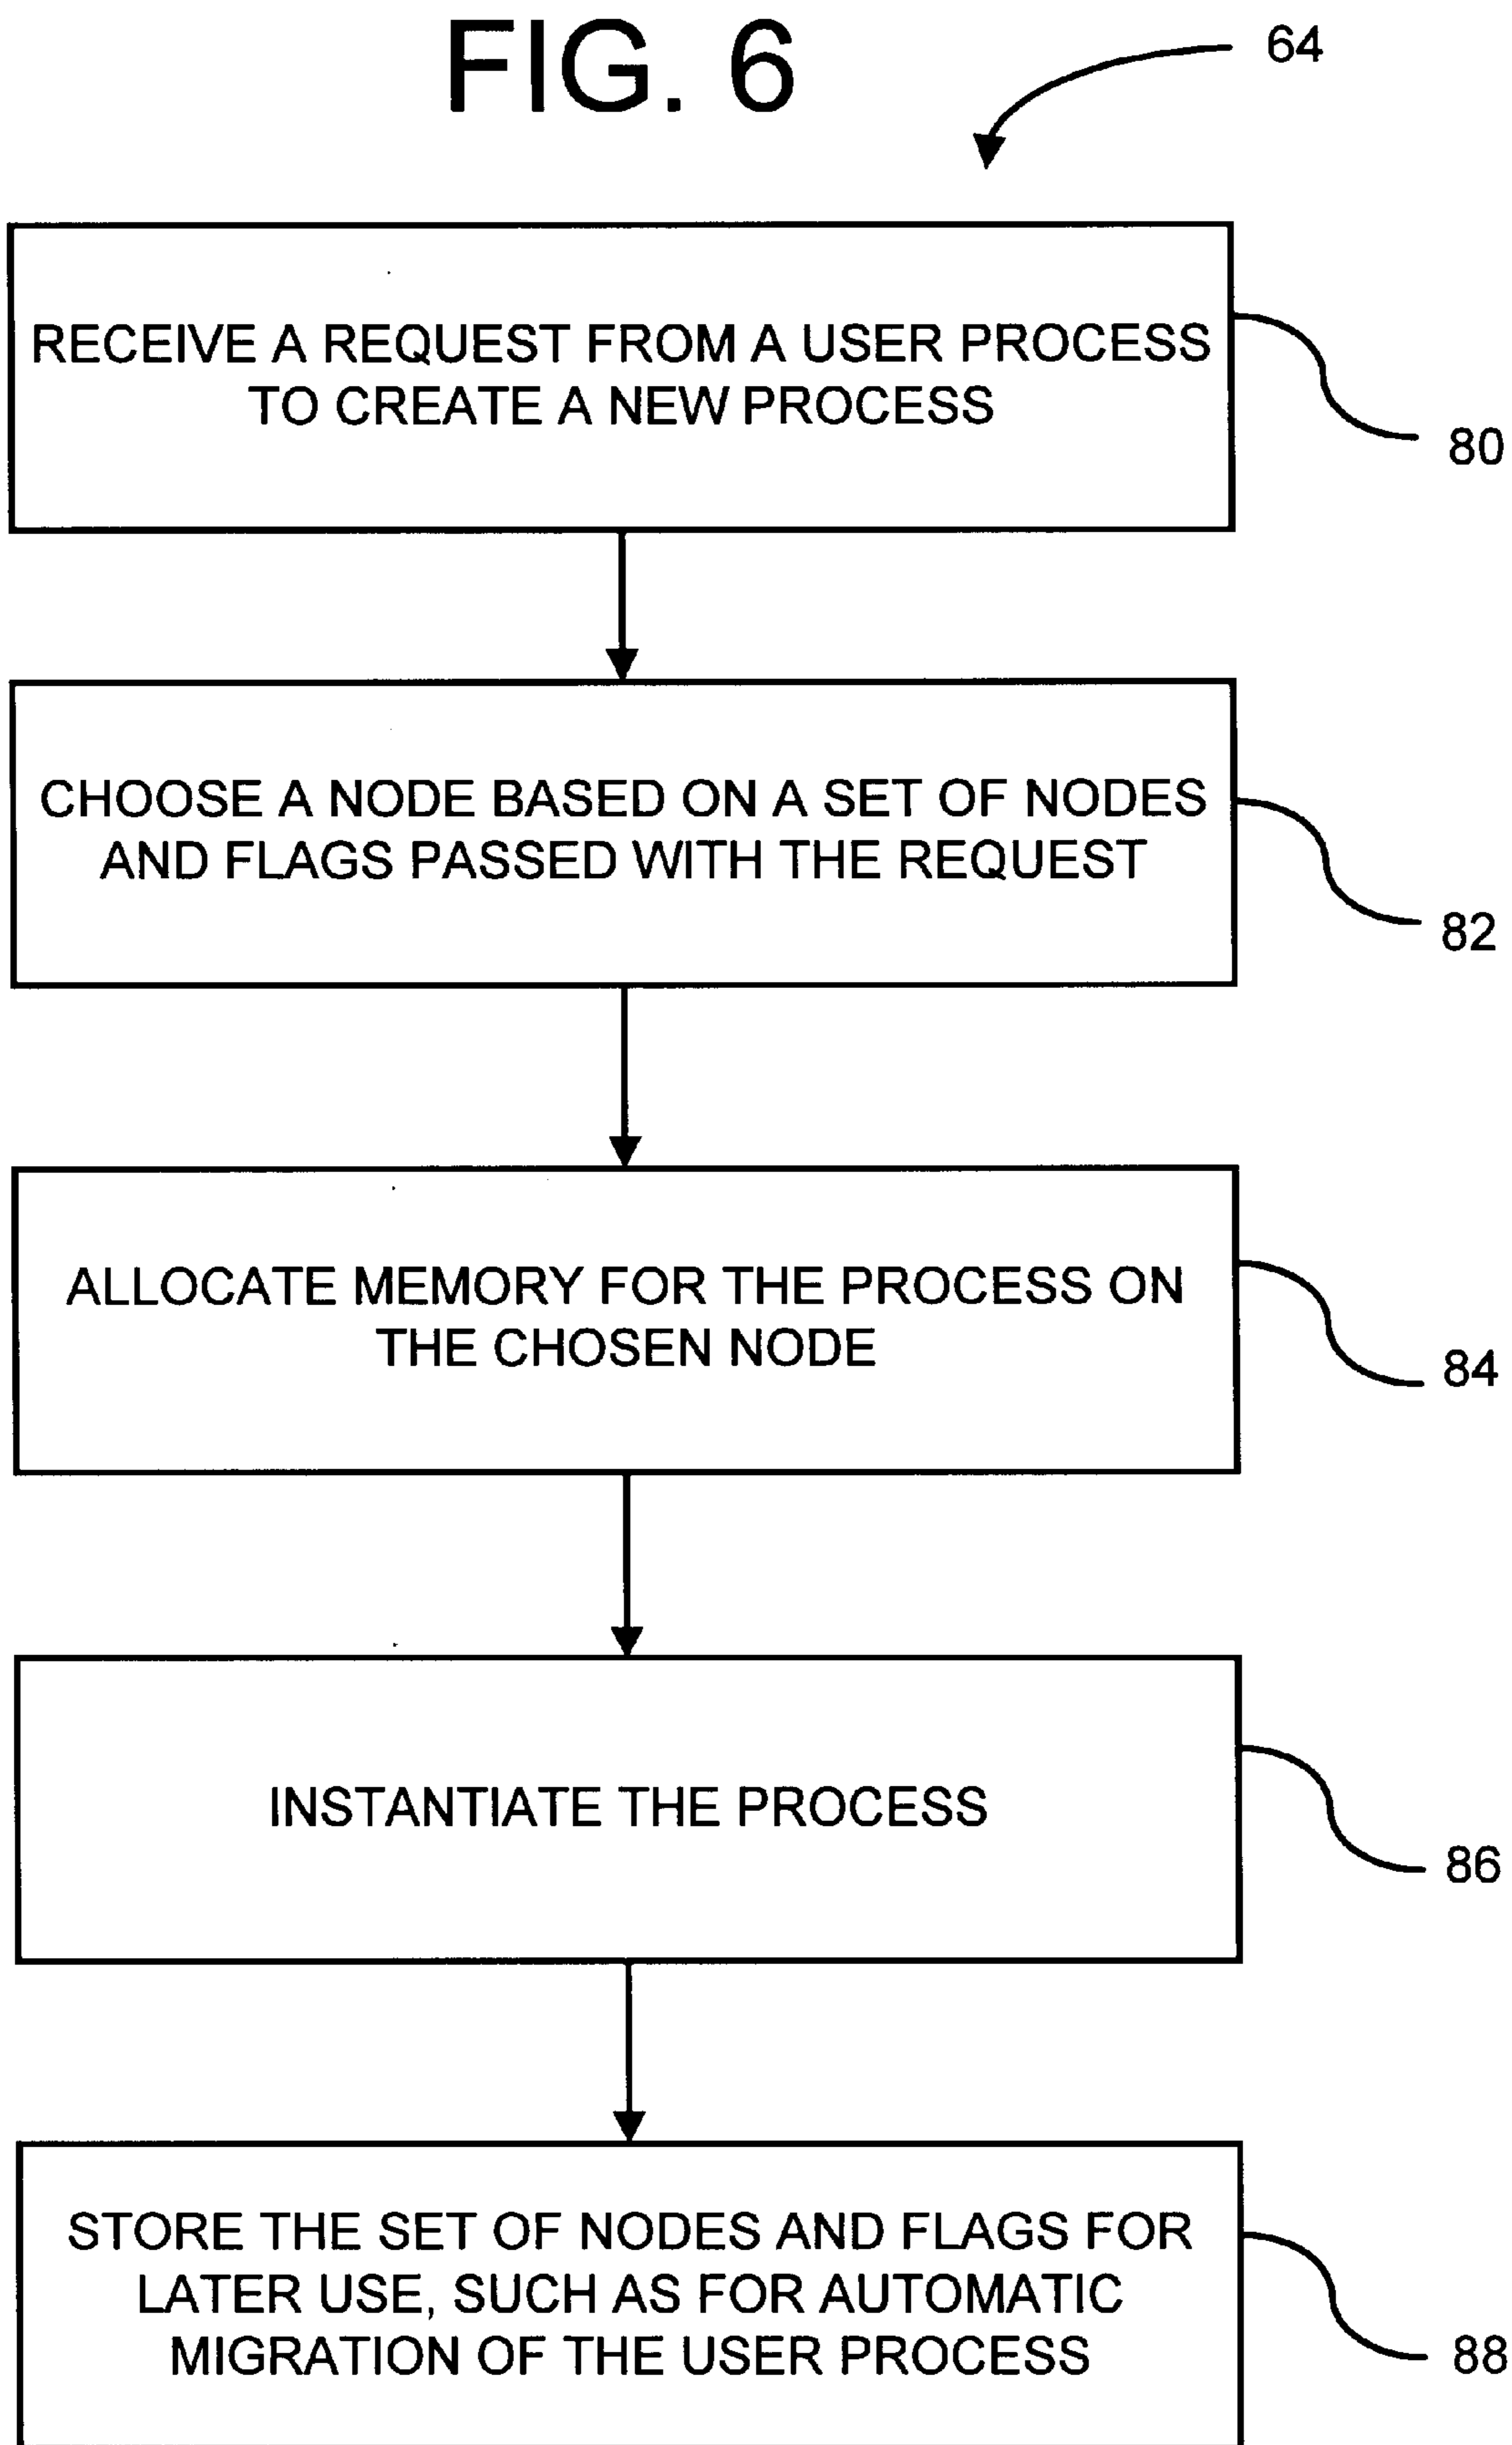 FIG. 6
64
RECEIVE A REQUEST FROM A USER PROCESS
TO CREATE A NEW PROCESS
80
CHOOSE A NODE BASED ON A SET OF NODES
AND FLAGS PASSED WITH THE REQUEST
82
ALLOCATE MEMORY FOR THE PROCESS ON
THE CHOSEN NODE
84
INSTANTIATE THE PROCESS
86
STORE THE SET OF NODES AND FLAGS FOR
LATER USE, SUCH AS FOR AUTOMATIC
MIGRATION OF THE USER PROCESS
88